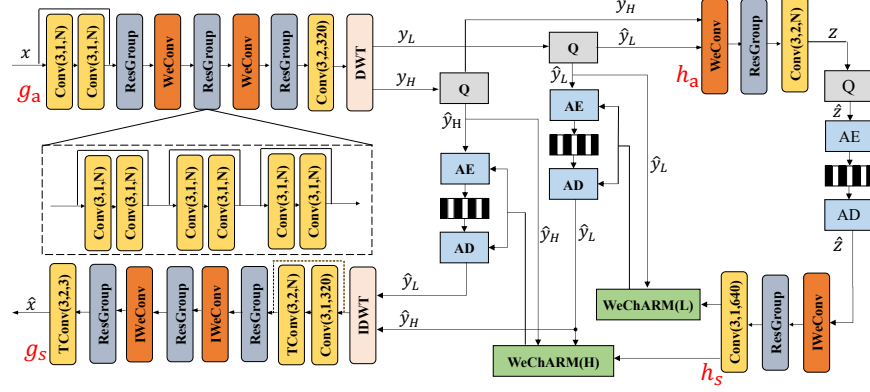 x
g_a
Conv(3,1,N)
Conv(3,1,N)
ResGroup
WeConv
ResGroup
WeConv
ResGroup
Conv(3,2,320)
DWT
y_L
y_H
y_H
Q
Q
ŷ_L
h_a
WeConv
ResGroup
Conv(3,2,N)
z
Q
ẑ
AE
AD
ẑ
ŷ_H
AE
AD
ŷ_L
AE
AD
ŷ_L
ŷ_H
ŷ_L
Conv(3,1,N)
Conv(3,1,N)
Conv(3,1,N)
Conv(3,1,N)
Conv(3,1,N)
Conv(3,1,N)
x̂
g_s
TConv(3,2,3)
ResGroup
IWeConv
ResGroup
IWeConv
ResGroup
TConv(3,2,N)
Conv(3,1,320)
IDWT
ŷ_L
ŷ_H
WeChARM(L)
WeChARM(H)
Conv(3,1,640)
ResGroup
IWeConv
h_s